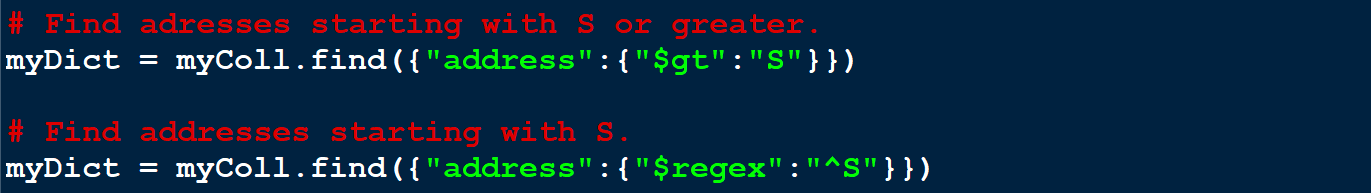 # Find adresses starting with S or greater.
myDict = myColl.find({"address":{"$gt":"S"}})
# Find addresses starting with S.
myDict = myColl.find({"address":{"$regex":"^S"}})